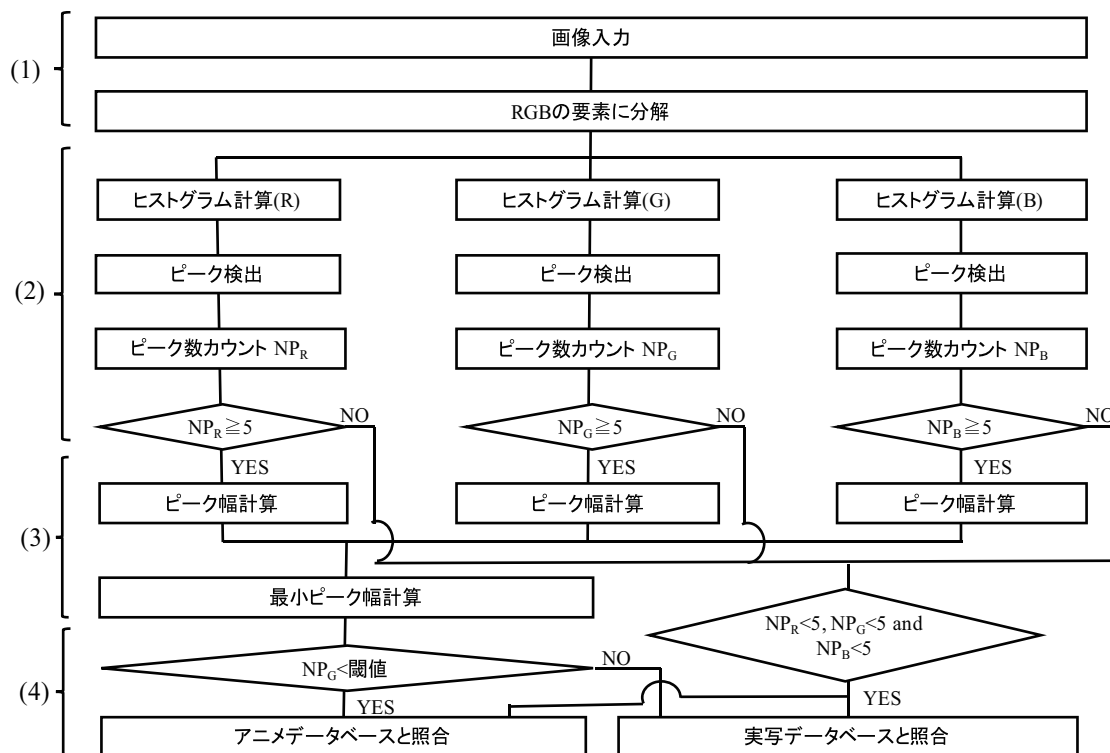 (1)
画像入力
RGBの要素に分解
(2)
ヒストグラム計算(R)
ヒストグラム計算(G)
ヒストグラム計算(B)
ピーク検出
ピーク検出
ピーク検出
ピーク数カウント NPR
ピーク数カウント NPG
ピーク数カウント NPB
NPR≧5
NO
NPG≧5
NO
NPB≧5
NO
YES
YES
YES
(3)
ピーク幅計算
ピーク幅計算
ピーク幅計算
最小ピーク幅計算
NPR<5, NPG<5 and
NPB<5
(4)
NPG<閾値
NO
YES
YES
アニメデータベースと照合
実写データベースと照合